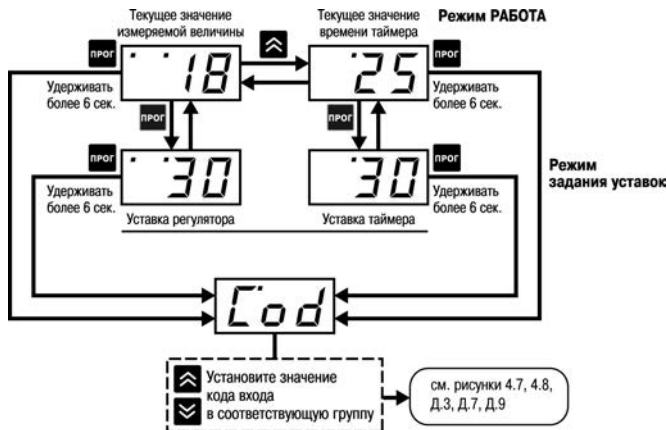 Текущее значение
измеряемой величины
Текущее значение
времени таймера
Режим РАБОТА
ПРОГ
18
25
ПРОГ
Удерживать
более 6 сек.
Удерживать
более 6 сек.
ПРОГ
ПРОГ
ПРОГ
30
30
ПРОГ
Удерживать
более 6 сек.
Удерживать
более 6 сек.
Режим
задания уставок
Уставка регулятора
Уставка таймера
Cod
Установите значение
кода входа
в соответствующую группу
см. рисунки 4.7, 4.8,
Д.3, Д.7, Д.9